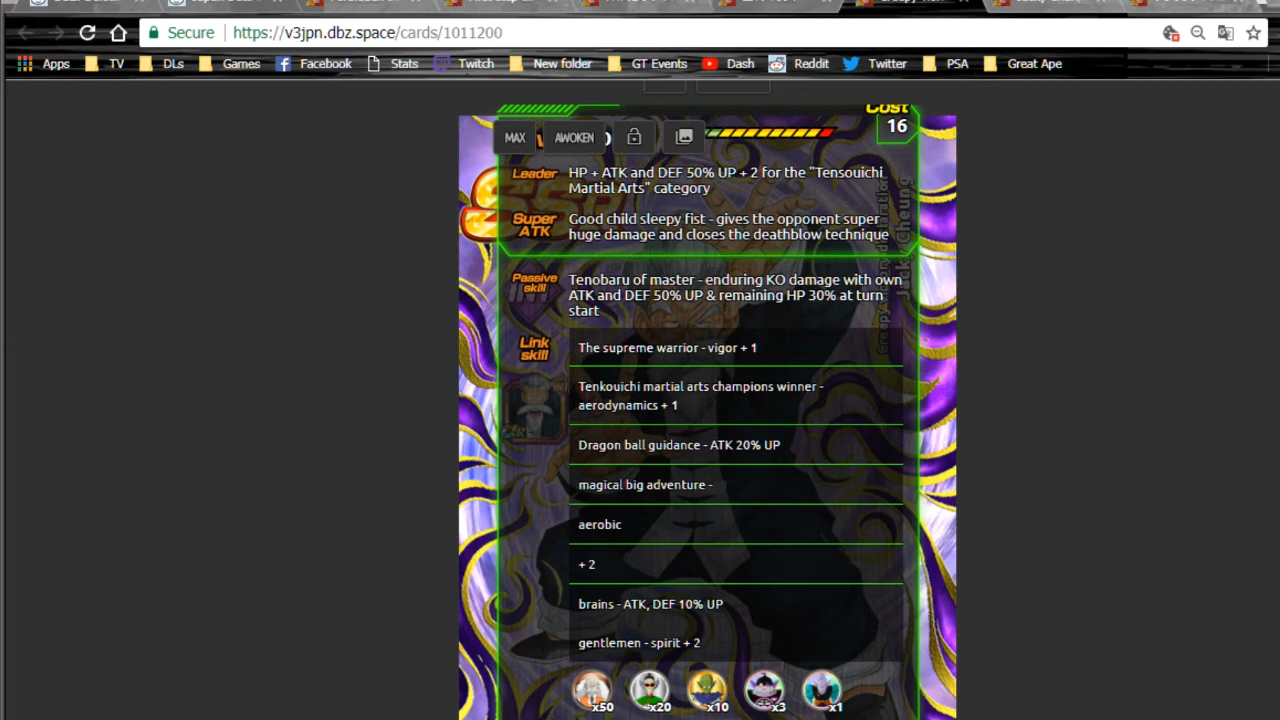 Secure
https://v3jpn.dbz.space/cards/1011200
Apps TV DLs Games Facebook Stats Twitch New folder GT Events Dash Reddit Twitter PSA Great Ape
Cost
16
MAX AWOKEN
Leader
HP + ATK and DEF 50% UP + 2 for the "Tensouichi
Martial Arts" category
Super
ATK
Good child sleepy fist - gives the opponent super
huge damage and closes the deathblow technique
Passive
skill
Tenobaru of master - enduring KO damage with own
ATK and DEF 50% UP & remaining HP 30% at turn
start
Link
skill
The supreme warrior - vigor + 1
Tenkouichi martial arts champions winner -
aerodynamics + 1
Dragon ball guidance - ATK 20% UP
magical big adventure -
aerobic
+ 2
brains - ATK, DEF 10% UP
gentlemen - spirit + 2
x50 x20 x10 x3 x1
Jacky Cheung